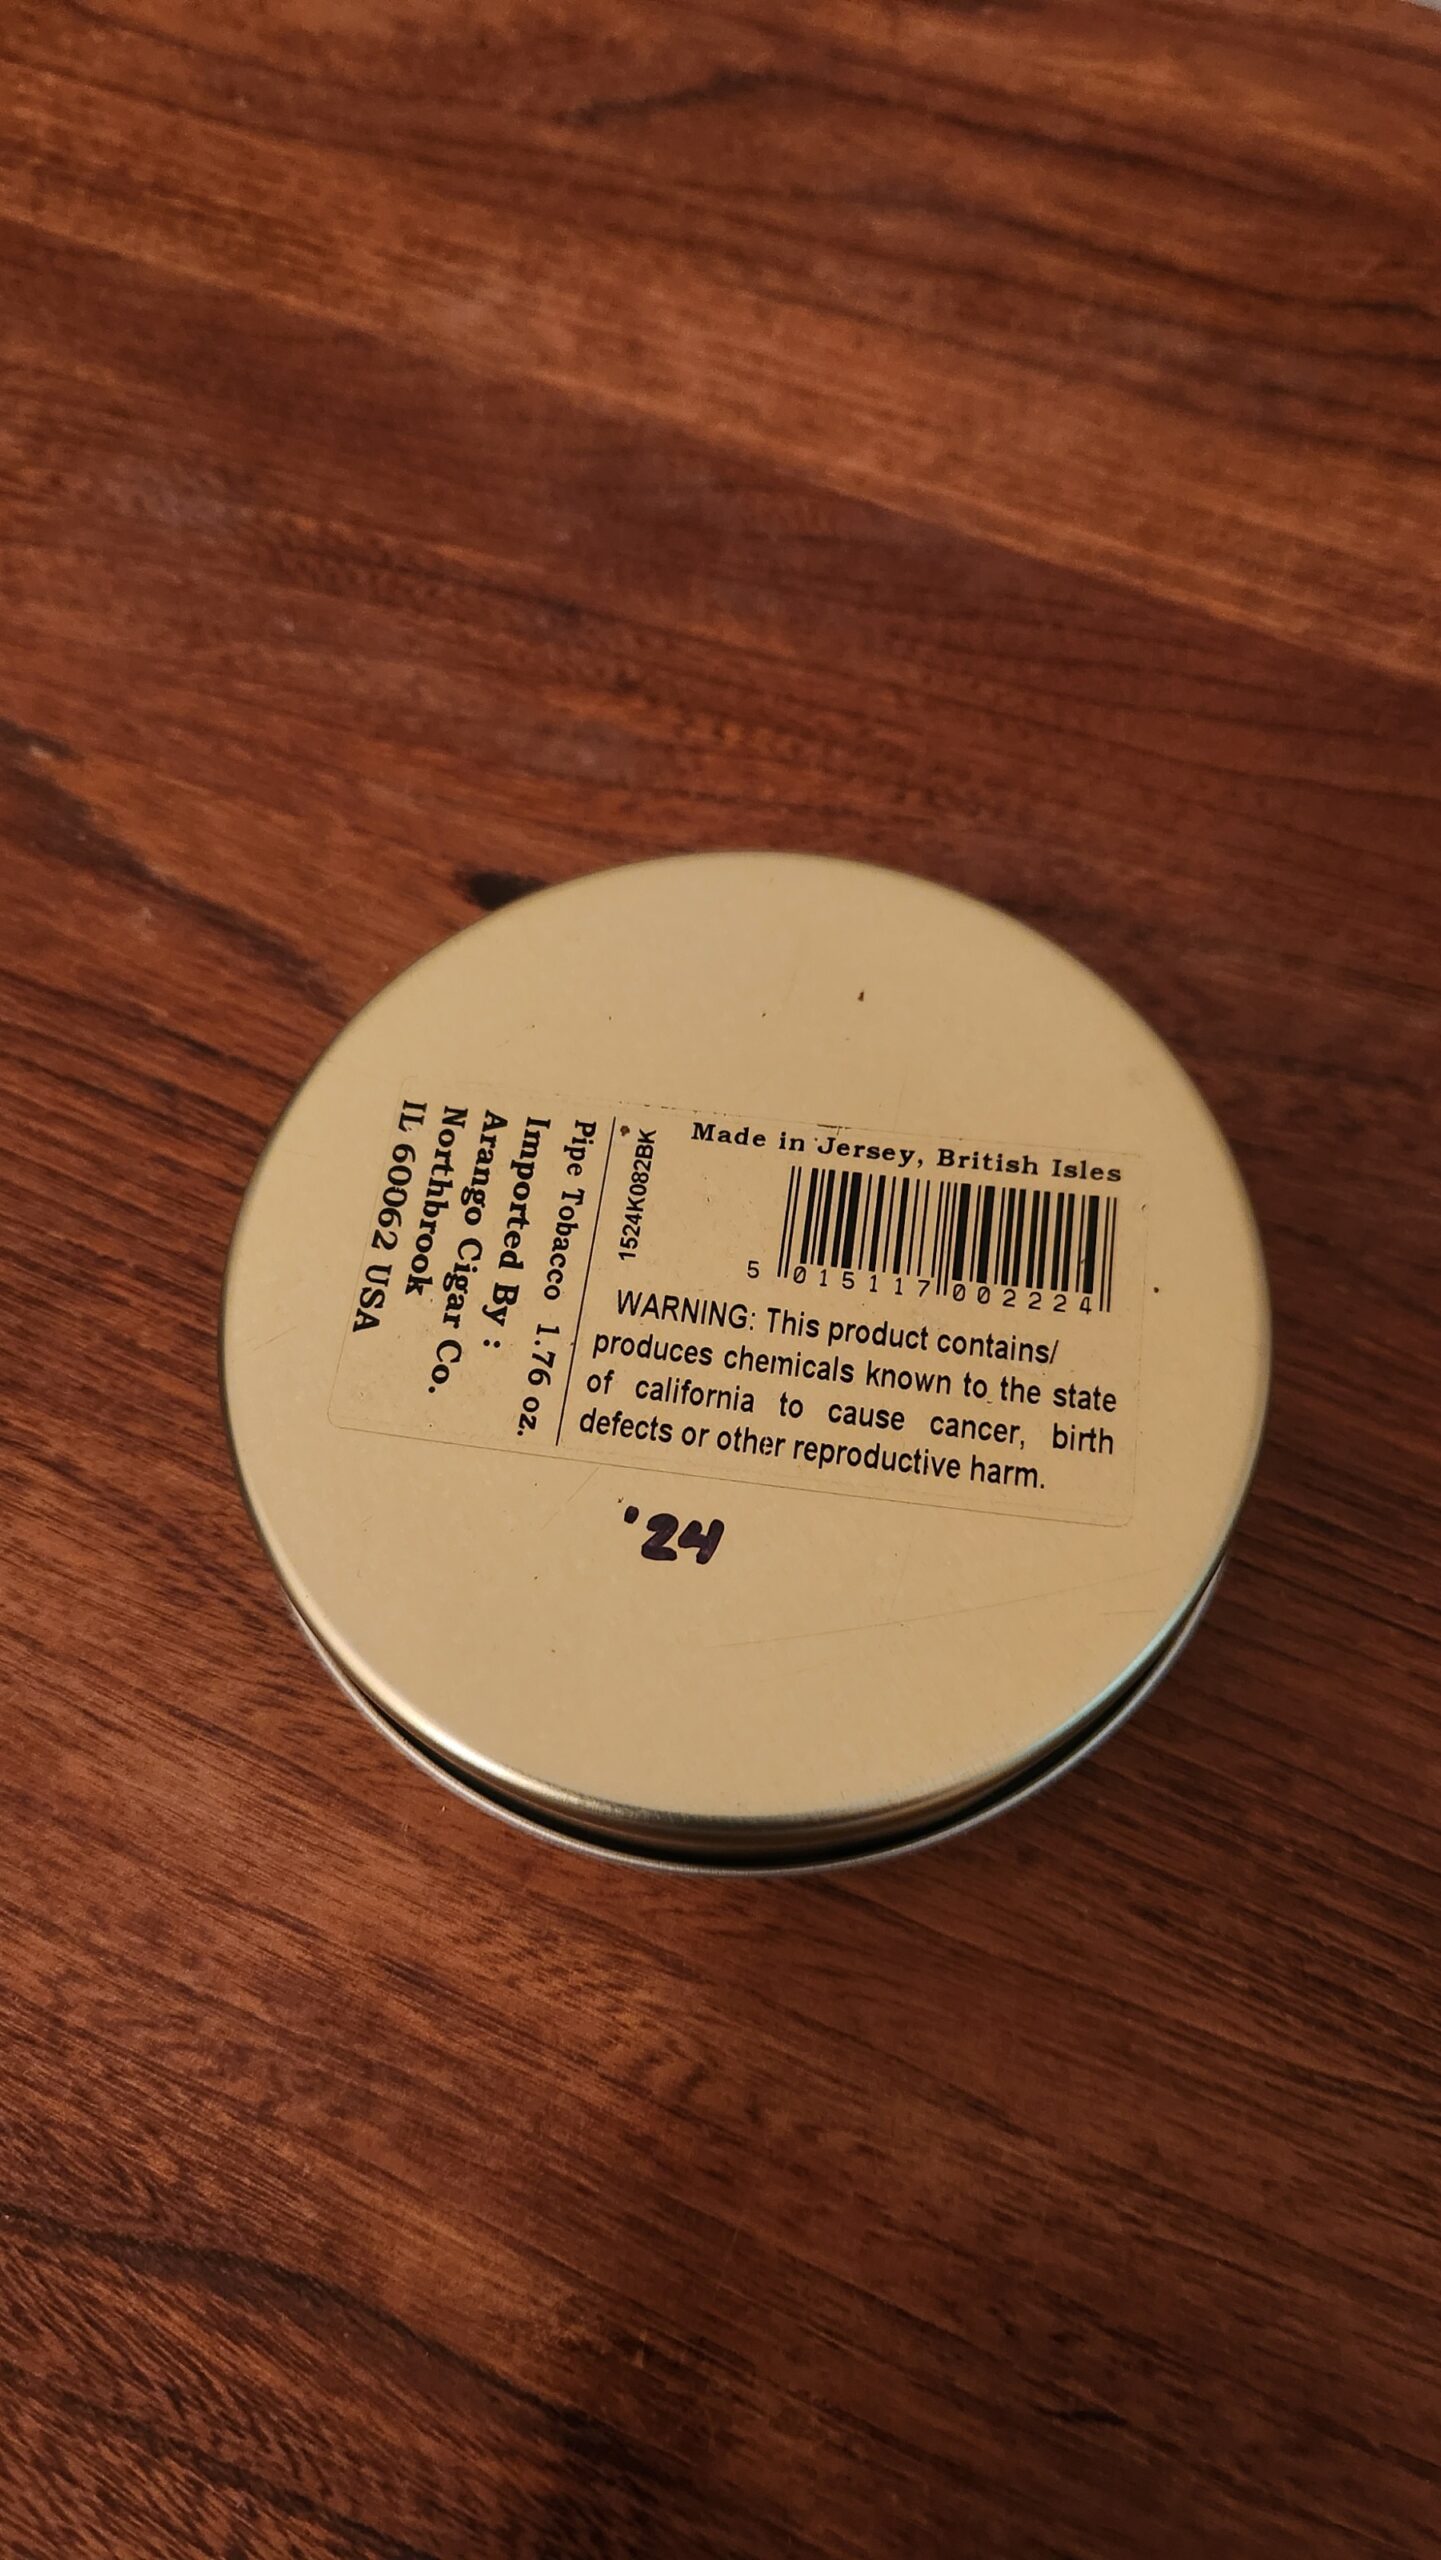 Made in Jersey, British Isles
5 015117 002224
1524K082BK
WARNING: This product contains/
produces chemicals known to the state
of california to cause cancer, birth
defects or other reproductive harm.
Pipe Tobacco 1.76 oz.
Imported By :
Arango Cigar Co.
Northbrook
IL 60062 USA
'24